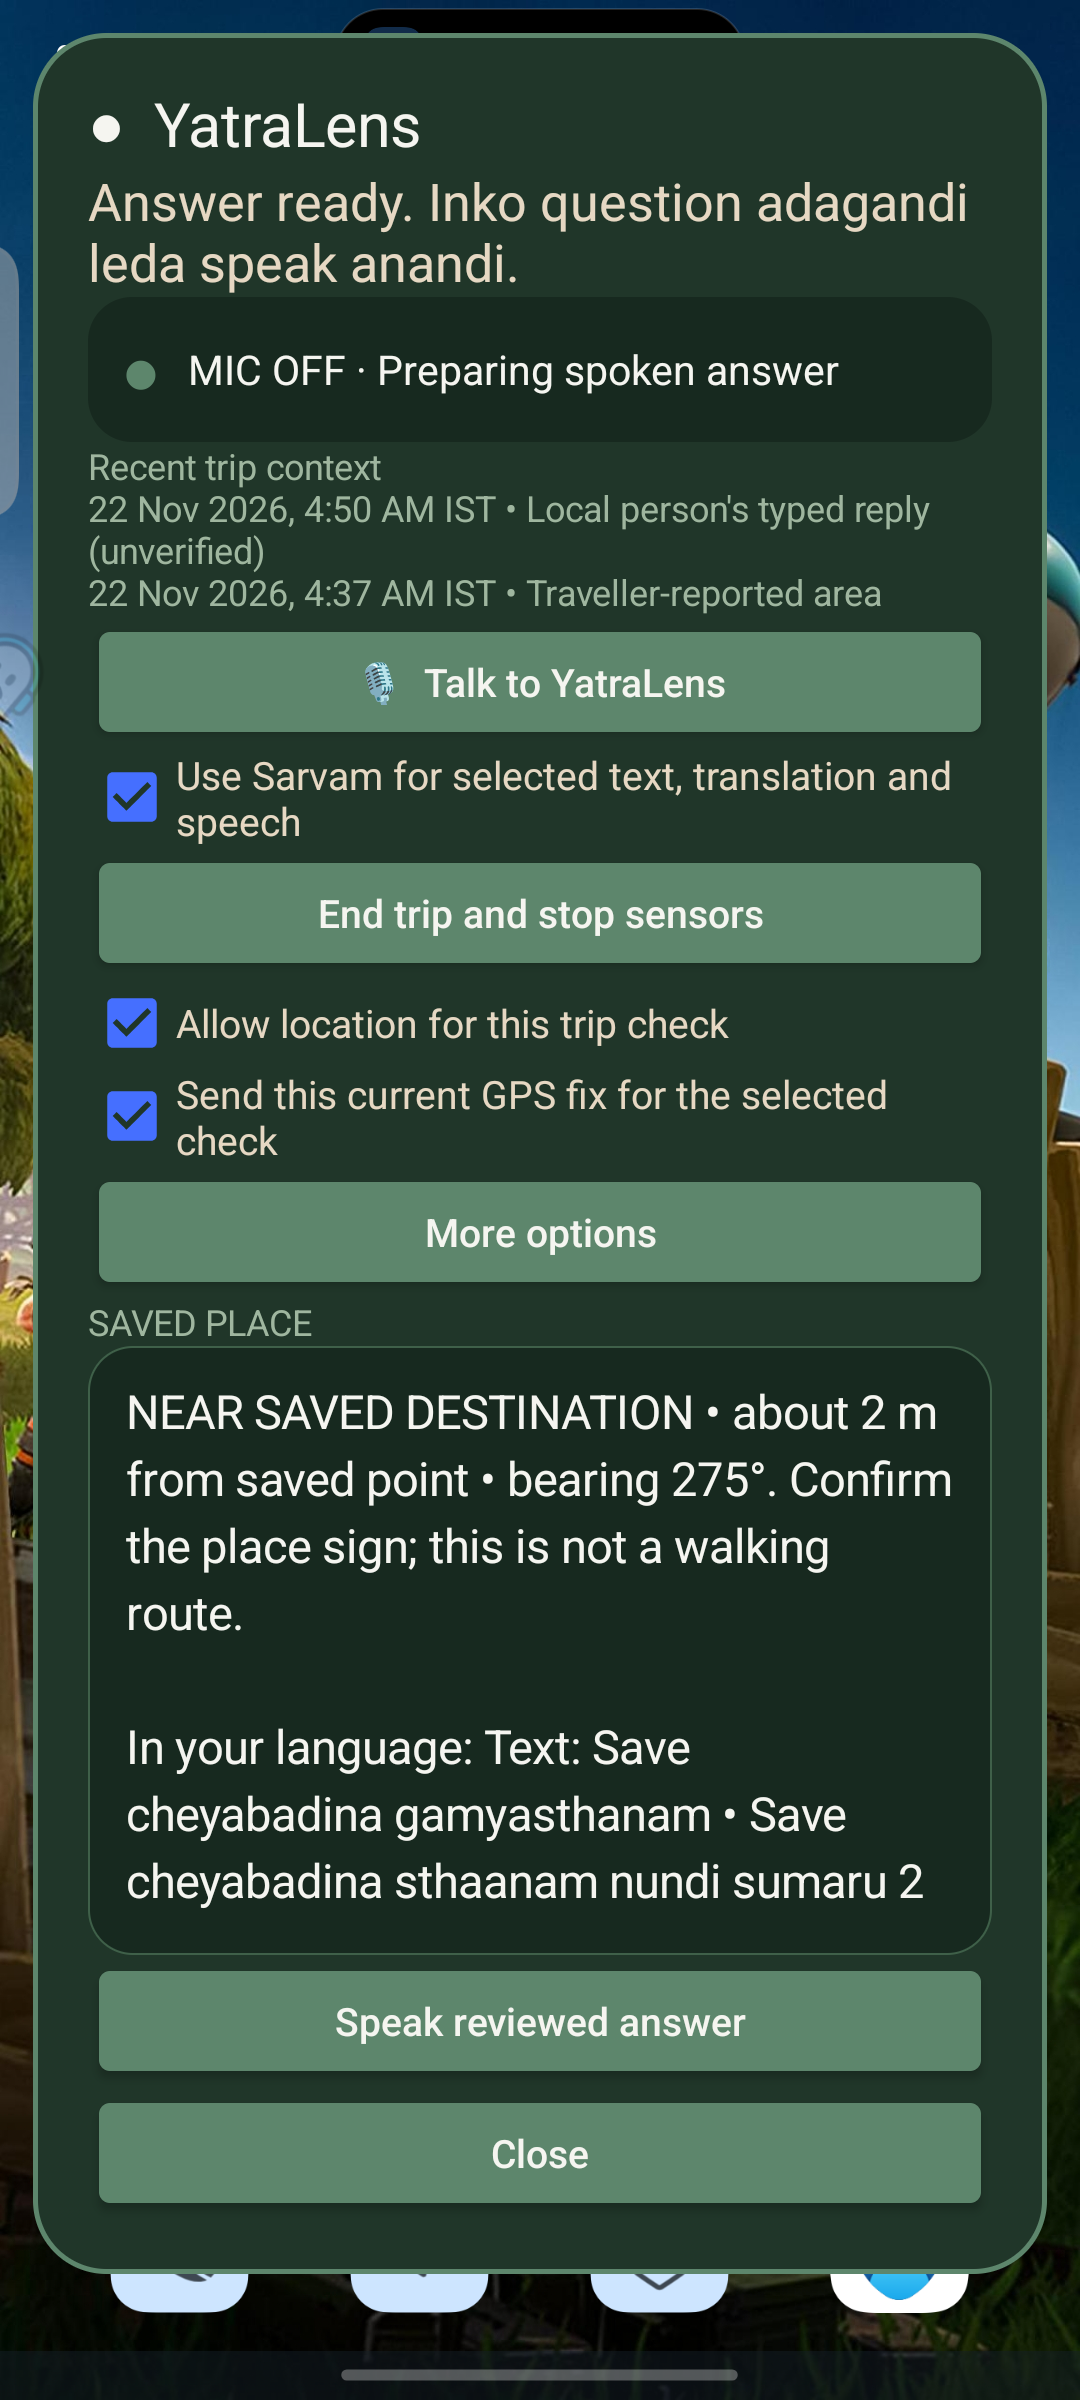 YatraLens
Answer ready. Inko question adagandi
leda speak anandi.
MIC OFF · Preparing spoken answer
Recent trip context
22 Nov 2026, 4:50 AM IST • Local person's typed reply
(unverified)
22 Nov 2026, 4:37 AM IST • Traveller-reported area
Talk to YatraLens
Use Sarvam for selected text, translation and
speech
End trip and stop sensors
Allow location for this trip check
Send this current GPS fix for the selected
check
More options
SAVED PLACE
NEAR SAVED DESTINATION • about 2 m
from saved point • bearing 275°. Confirm
the place sign; this is not a walking
route.
In your language: Text: Save
cheyabadina gamyasthanam • Save
cheyabadina sthaanam nundi sumaru 2
Speak reviewed answer
Close